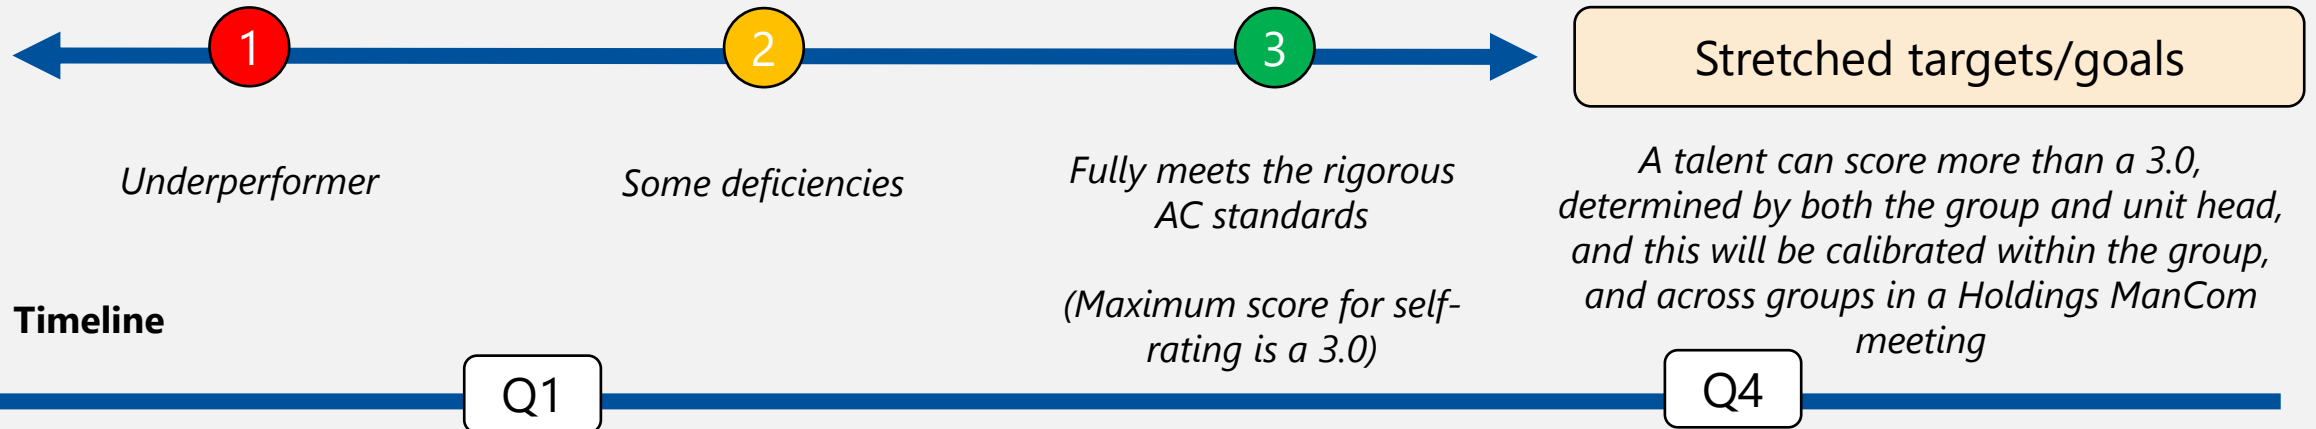 1
2
3
Stretched targets/goals
Underperformer
Some deficiencies
Fully meets the rigorous
AC standards
(Maximum score for self-
rating is a 3.0)
A talent can score more than a 3.0,
determined by both the group and unit head,
and this will be calibrated within the group,
and across groups in a Holdings ManCom
meeting
Timeline
Q1
Q4